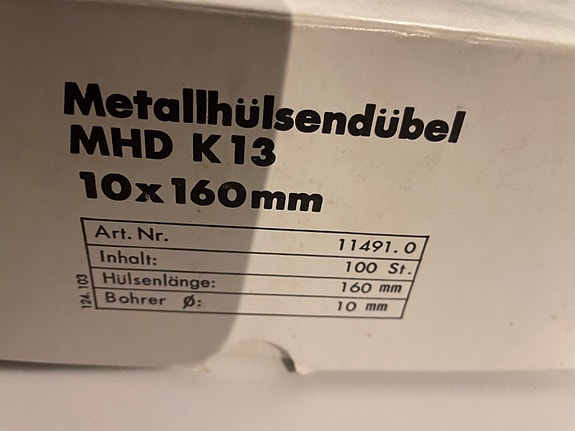 Metallhülsendübel
MHD K13
10x160mm
Art. Nr. 11491.0
Inhalt: 100 St.
Hülsenlänge: 160 mm
Bohrer Ø: 10 mm
124.103